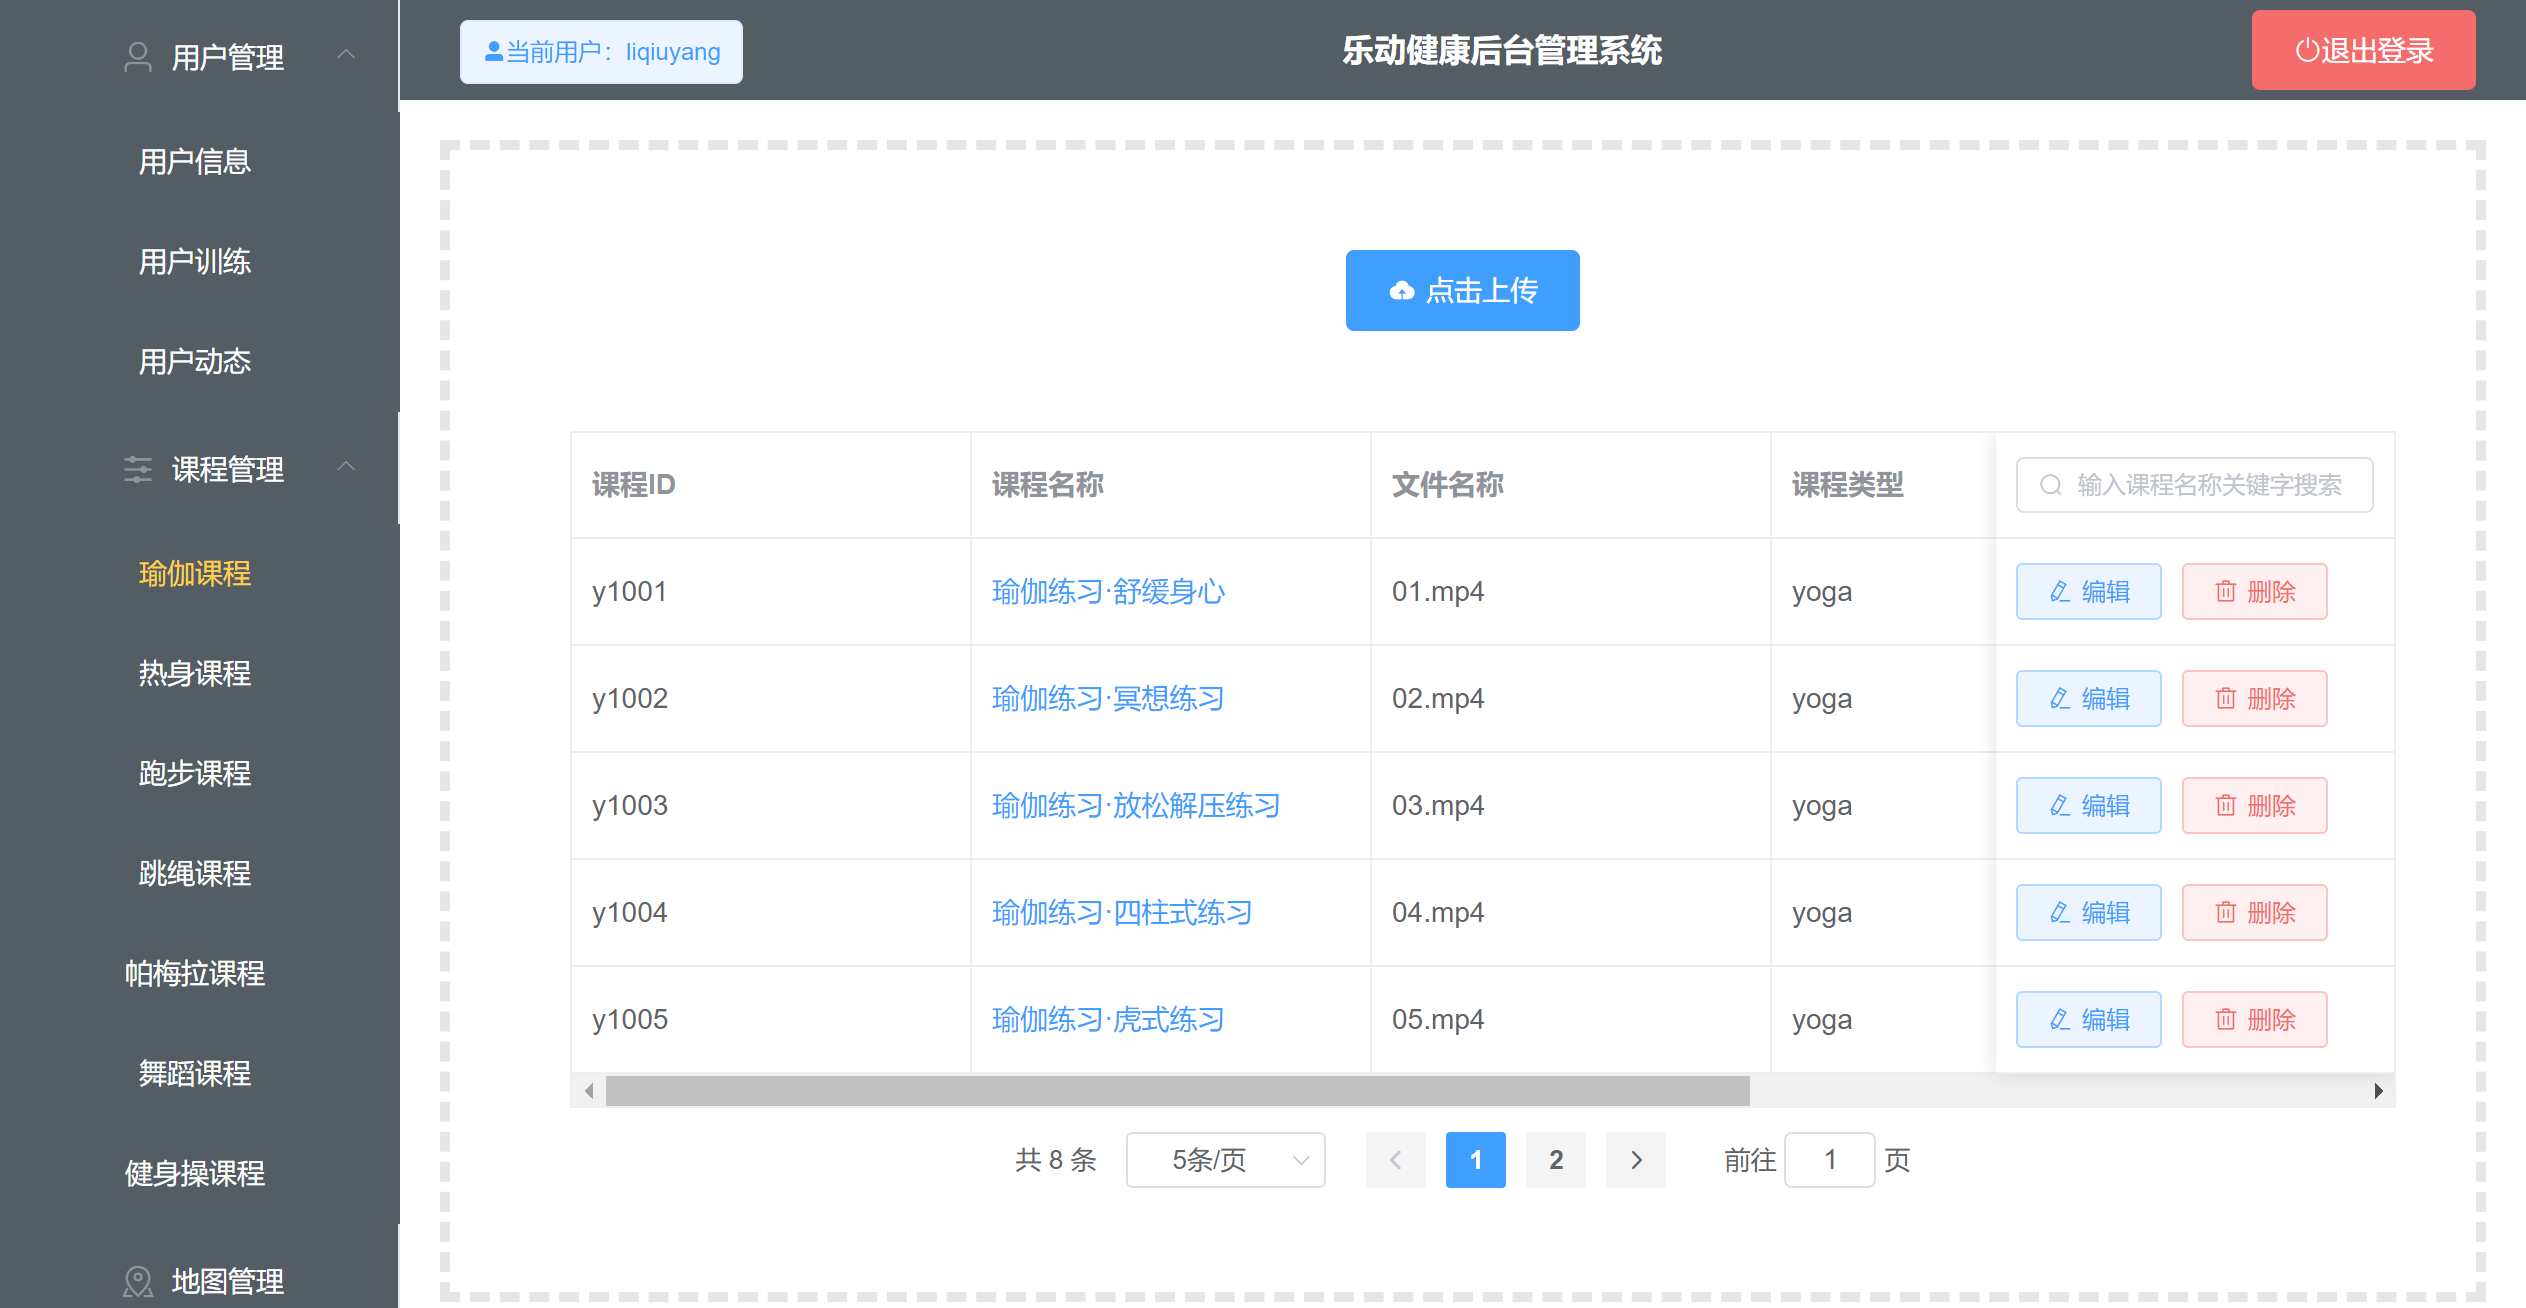 用户管理
用户信息
用户训练
用户动态
课程管理
瑜伽课程
热身课程
跑步课程
跳绳课程
帕梅拉课程
舞蹈课程
健身操课程
地图管理
当前用户：liqiuyang
乐动健康后台管理系统
退出登录
点击上传
课程ID 课程名称 文件名称 课程类型 输入课程名称关键字搜索
y1001 瑜伽练习·舒缓身心 01.mp4 yoga 编辑 删除
y1002 瑜伽练习·冥想练习 02.mp4 yoga 编辑 删除
y1003 瑜伽练习·放松解压练习 03.mp4 yoga 编辑 删除
y1004 瑜伽练习·四柱式练习 04.mp4 yoga 编辑 删除
y1005 瑜伽练习·虎式练习 05.mp4 yoga 编辑 删除
共 8 条 5条/页 1 2 前往 1 页